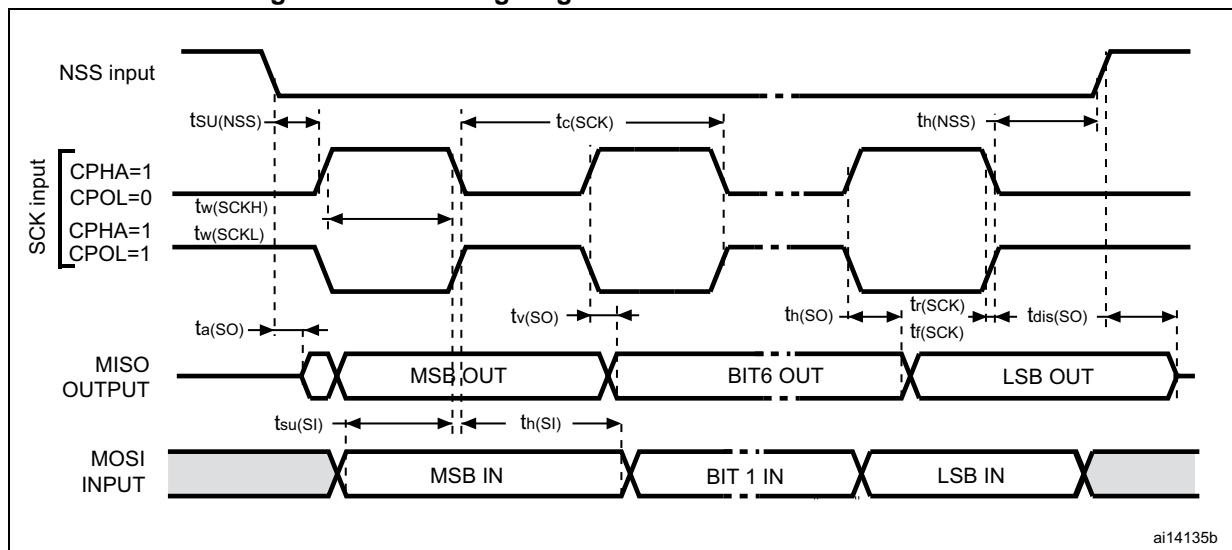 NSS input
tSU(NSS)
tc(SCK)
th(NSS)
SCK input
CPHA=1
CPOL=0
tw(SCKH)
CPHA=1
tw(SCKL)
CPOL=1
ta(SO)
tv(SO)
th(SO)
tr(SCK)
tf(SCK)
tdis(SO)
MISO
OUTPUT
MSB OUT
BIT6 OUT
LSB OUT
tsu(SI)
th(SI)
MOSI
INPUT
MSB IN
BIT 1 IN
LSB IN
ai14135b